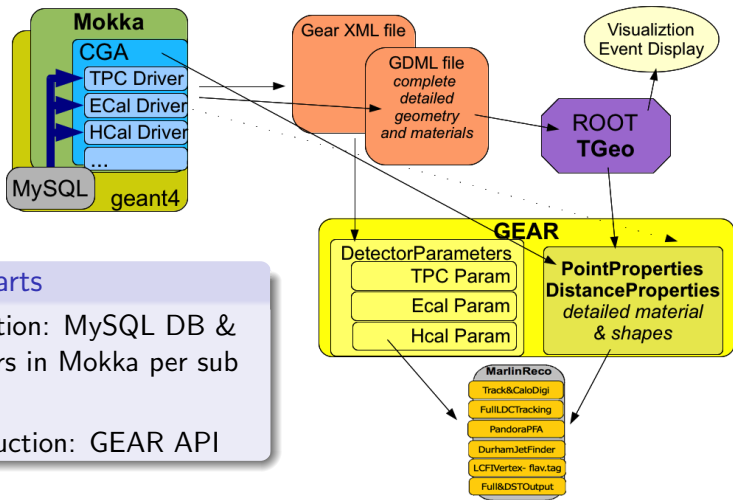 Mokka
CGA
TPC Driver
ECal Driver
HCal Driver
...
MySQL
geant4
Gear XML file
GDML file
complete
detailed
geometry
and materials
Visualiztion
Event Display
ROOT
TGeo
GEAR
DetectorParameters
TPC Param
Ecal Param
Hcal Param
PointProperties
DistanceProperties
detailed material
& shapes
MarlinReco
Track&CaloDigi
FullLDCTracking
PandoraPFA
DurhamJetFinder
LCFIVertex- flav.tag
Full&DSTOutput
arts
tion: MySQL DB &
rs in Mokka per sub
uction: GEAR API